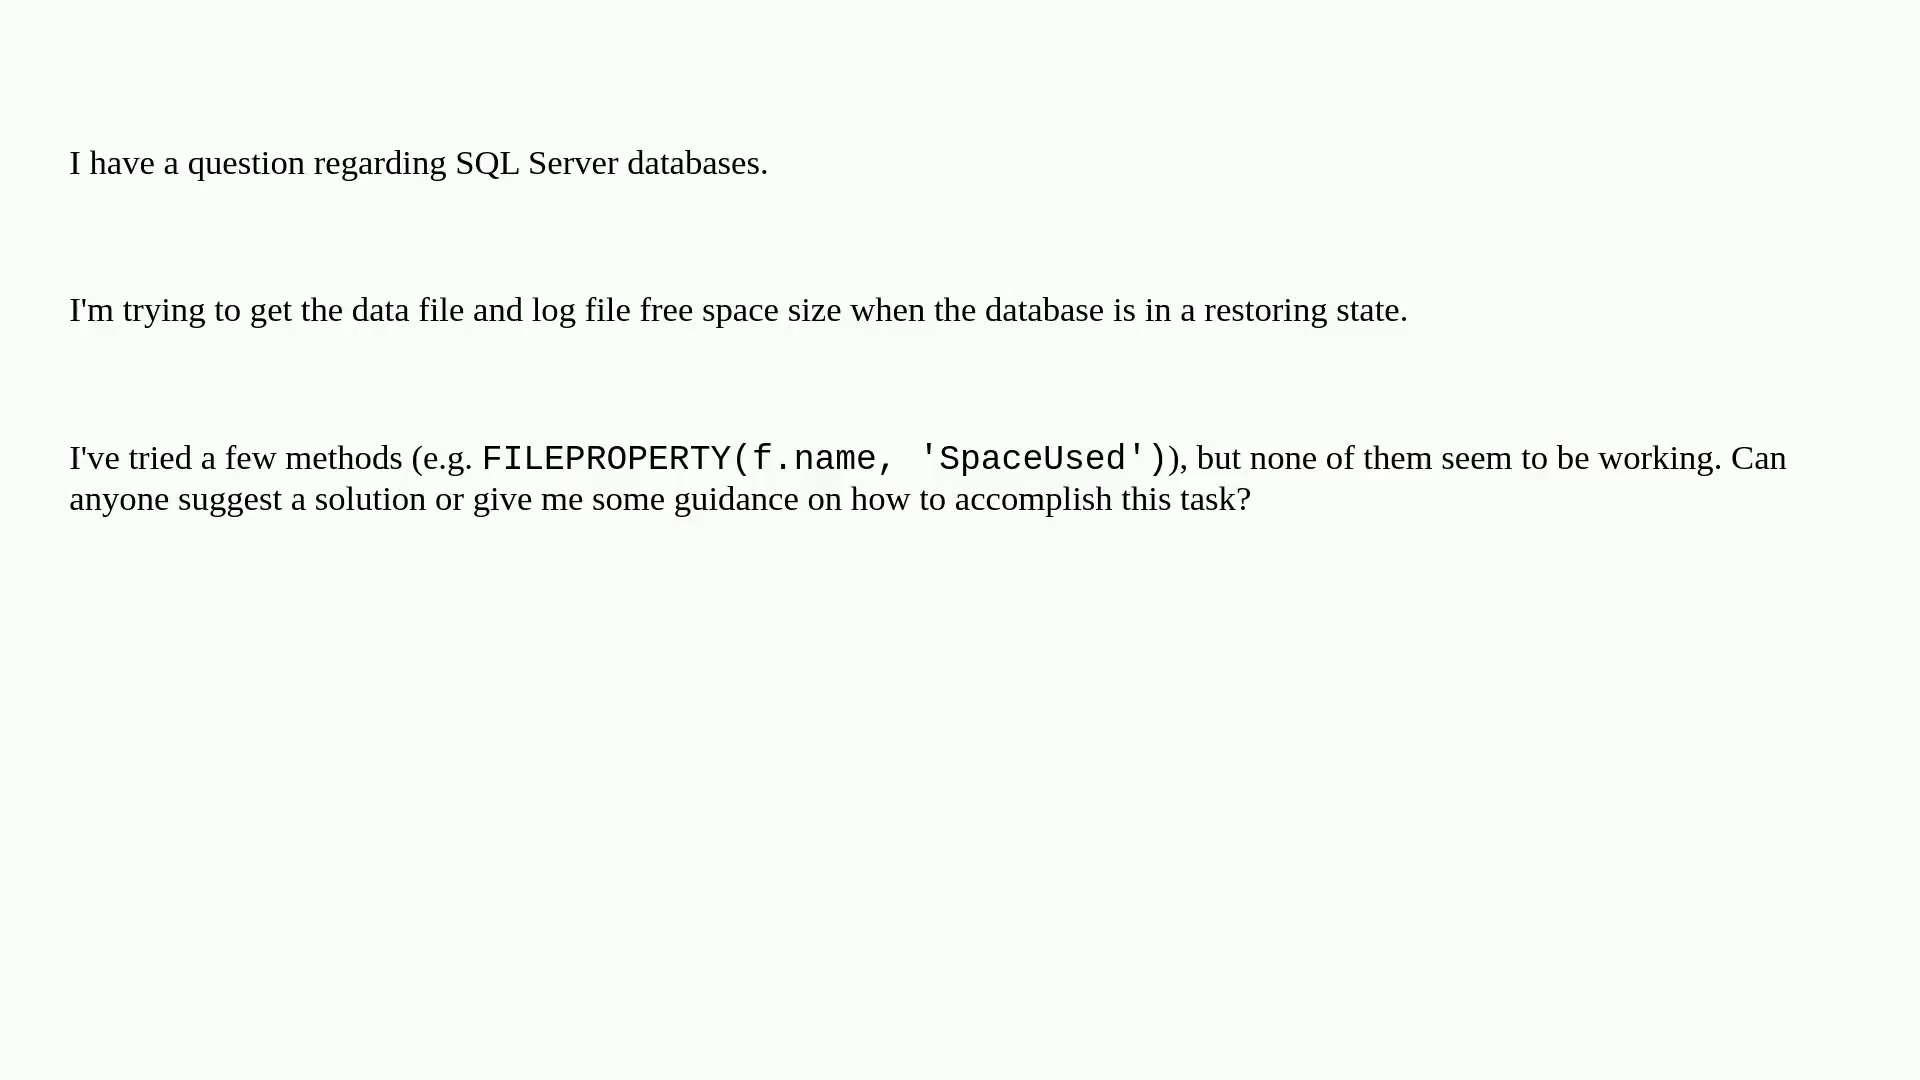 I have a question regarding SQL Server databases.
I'm trying to get the data file and log file free space size when the database is in a restoring state.
I've tried a few methods (e.g. FILEPROPERTY(f.name, 'SpaceUsed')), but none of them seem to be working. Can
anyone suggest a solution or give me some guidance on how to accomplish this task?